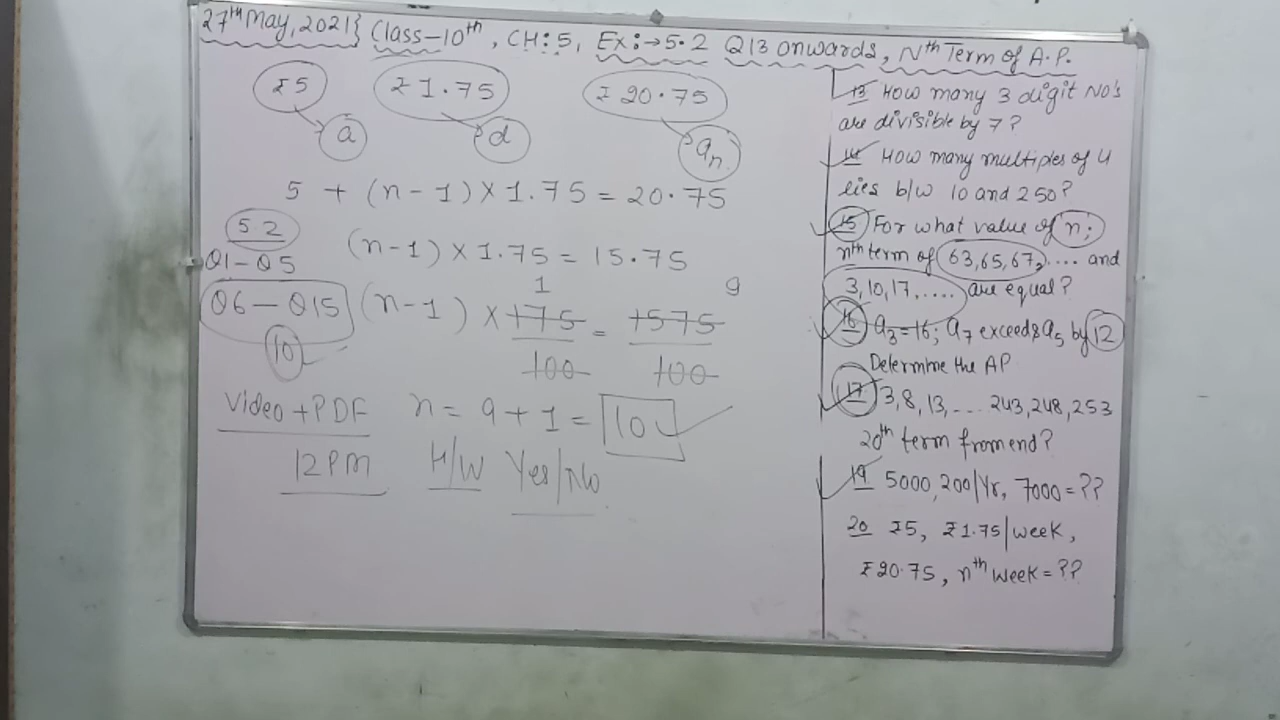 27th May, 2021} Class-10th, CH: 5, Ex:→5.2 Q13 onwards, Nth Term of A.P.
₹5 ₹1.75 ₹20.75
a d an
5 + (n-1) × 1.75 = 20.75
5.2
(n-1) × 1.75 = 15.75
Q1-Q5
1 9
Q6-Q15 (n-1) × 175/100 = 1575/100
10
Video + PDF n = 9 + 1 = 10
12 PM H/W Yes/No
13 How many 3 digit No's
are divisible by 7?
14 How many multiples of 4
lies b/w 10 and 250?
15 For what value of n;
nth term of 63, 65, 67, .... and
3, 10, 17, .... are equal?
16 a3=16; a7 exceeds a5 by 12
Determine the AP
17 3, 8, 13, .... 243, 248, 253
20th term from end?
19 5000, 200/Yr, 7000 = ??
20 ₹5, ₹1.75/week,
₹20.75, nth week = ??